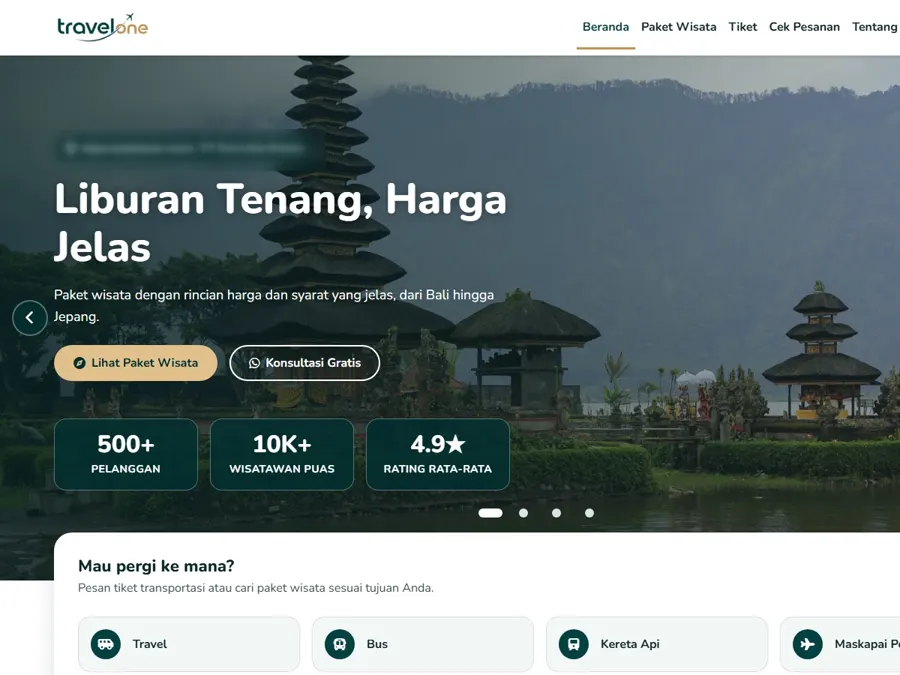 travelone
Beranda Paket Wisata Tiket Cek Pesanan Tentang
Liburan Tenang, Harga
Jelas
Paket wisata dengan rincian harga dan syarat yang jelas, dari Bali hingga
Jepang.
Lihat Paket Wisata Konsultasi Gratis
500+ 10K+ 4.9★
PELANGGAN WISATAWAN PUAS RATING RATA-RATA
Mau pergi ke mana?
Pesan tiket transportasi atau cari paket wisata sesuai tujuan Anda.
Travel Bus Kereta Api Maskapai